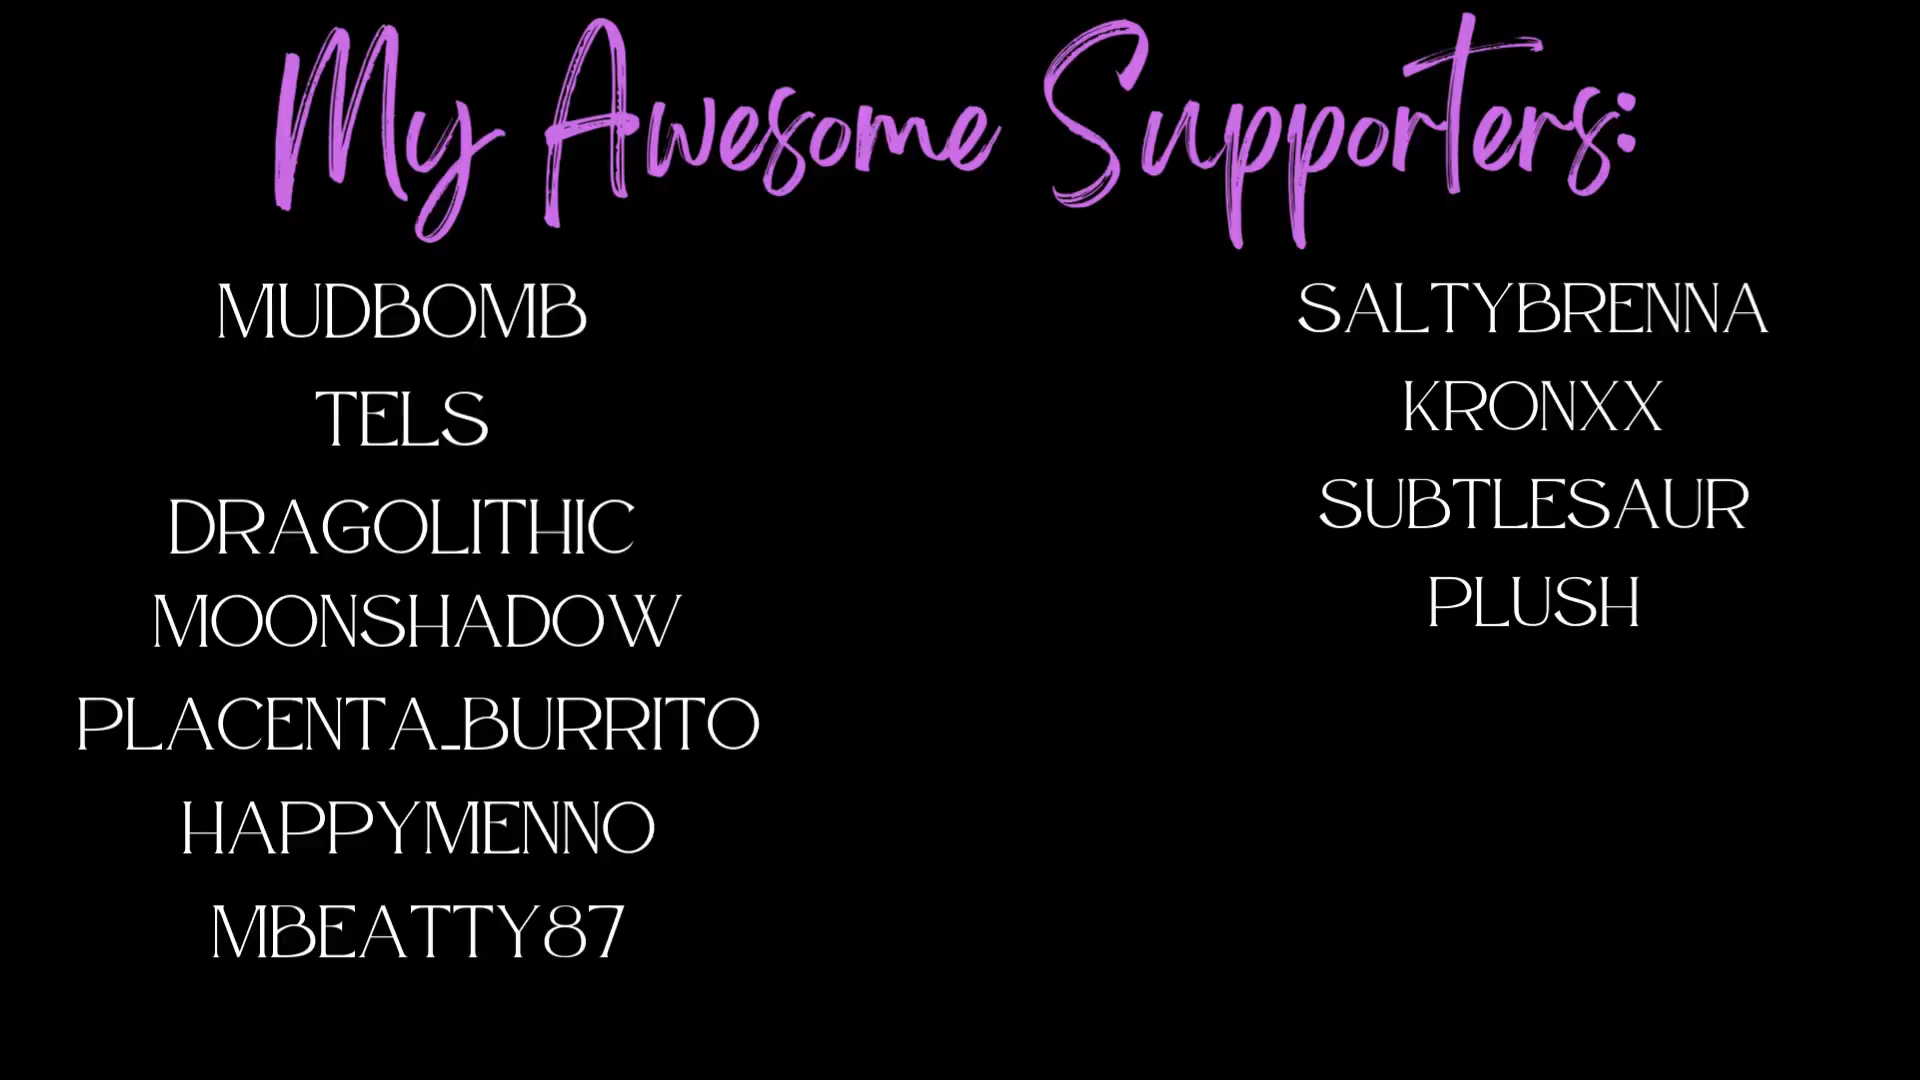 My Awesome Supporters:
MUDBOMB
TELS
DRAGOLITHIC
MOONSHADOW
PLACENTA_BURRITO
HAPPYMENNO
MBEATTY87
SALTYBRENNA
KRONXX
SUBTLESAUR
PLUSH